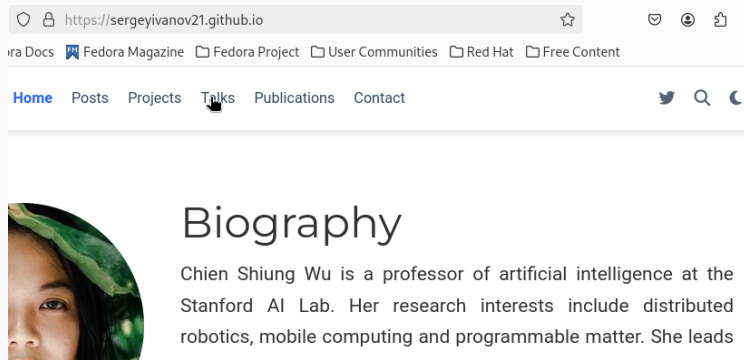 https://sergeyivanov21.github.io
ora Docs Fedora Magazine Fedora Project User Communities Red Hat Free Content
Home Posts Projects Talks Publications Contact
Biography
Chien Shiung Wu is a professor of artificial intelligence at the
Stanford AI Lab. Her research interests include distributed
robotics, mobile computing and programmable matter. She leads